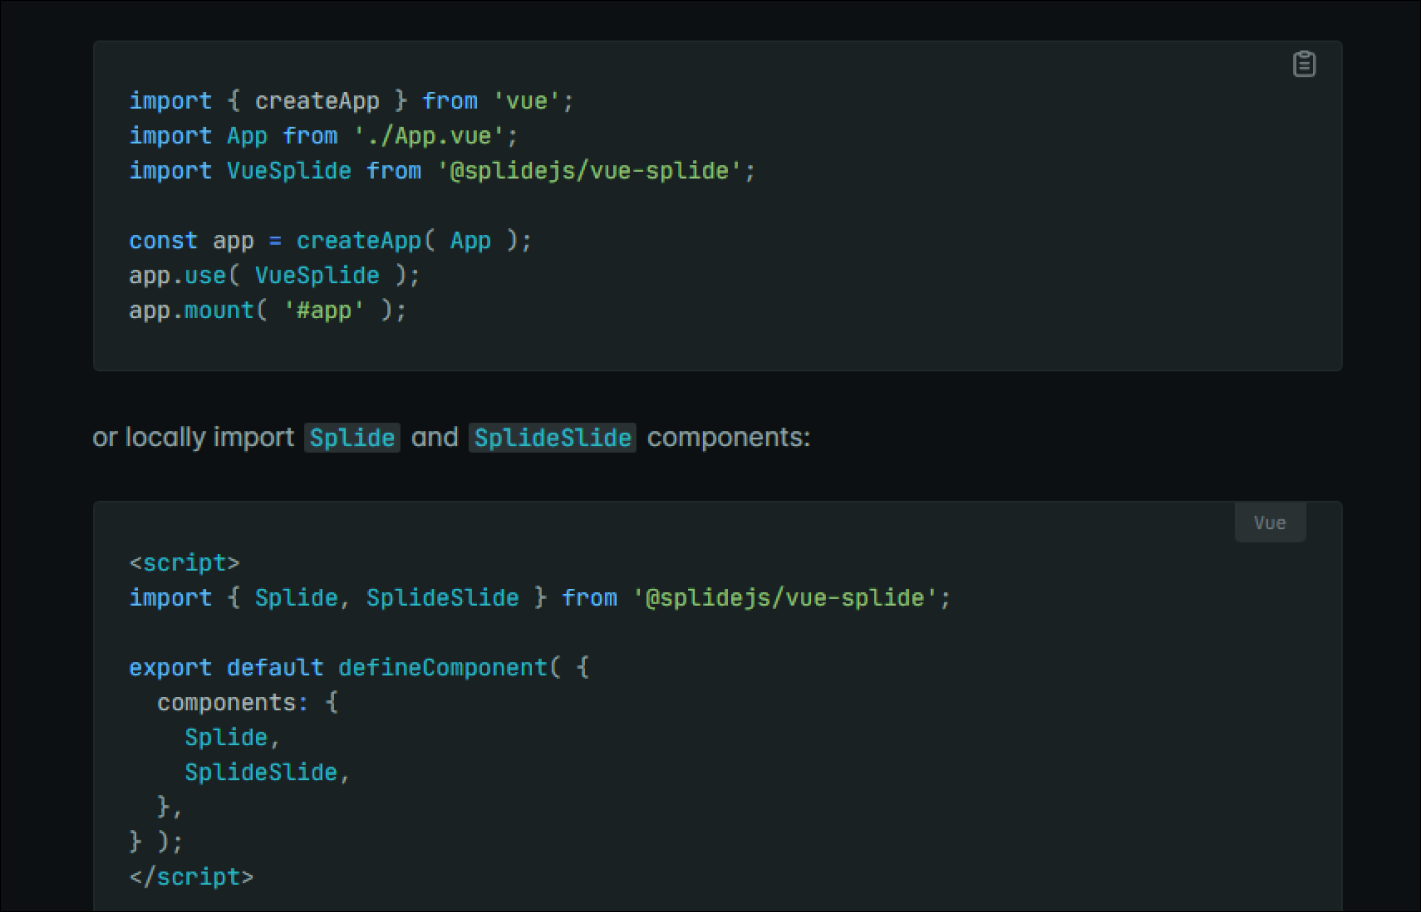 import { createApp } from 'vue';
import App from './App.vue';
import VueSplide from '@splidejs/vue-splide';

const app = createApp( App );
app.use( VueSplide );
app.mount( '#app' );

or locally import Splide and SplideSlide components:

Vue
<script>
import { Splide, SplideSlide } from '@splidejs/vue-splide';

export default defineComponent( {
  components: {
    Splide,
    SplideSlide,
  },
} );
</script>